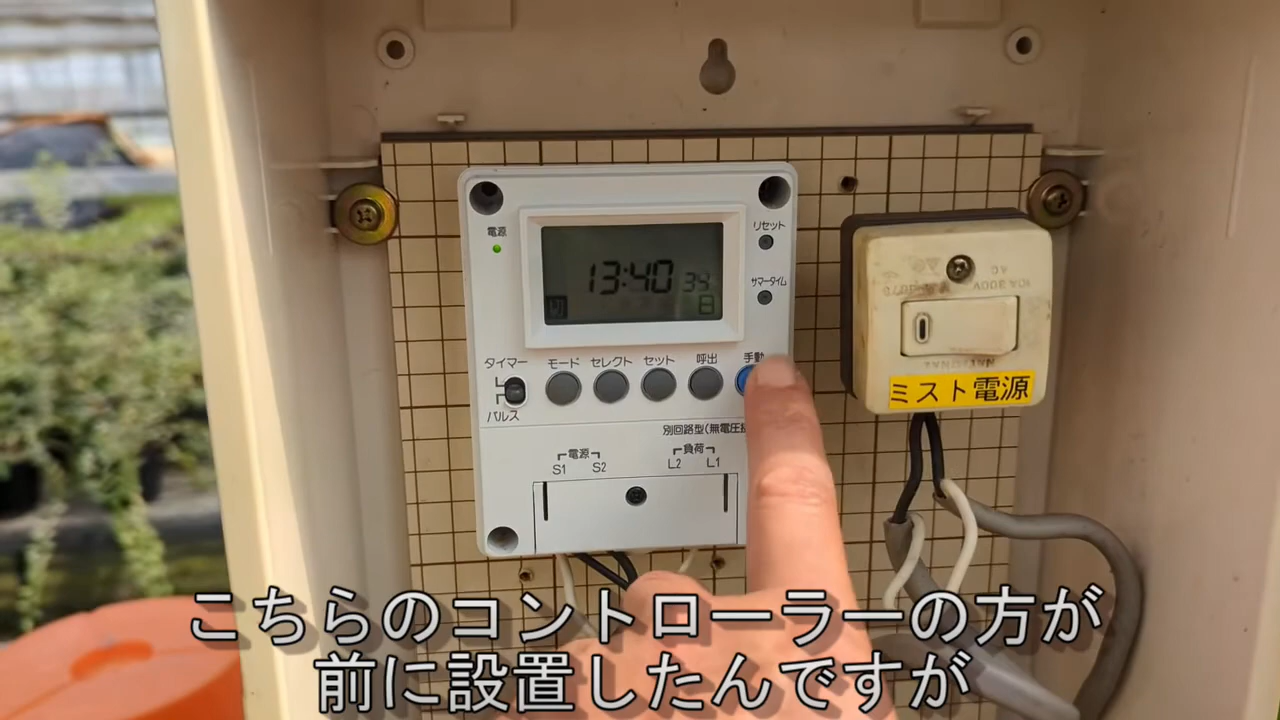 電源
リセット
13:40 34
日
サマータイム
タイマー
モード
セレクト
セット
呼出
手動
パルス
別回路型(無電圧
電源
負荷
S1
S2
L2
L1
AC
10A 300V
ミスト電源
こちらのコントローラーの方が
前に設置したんですが